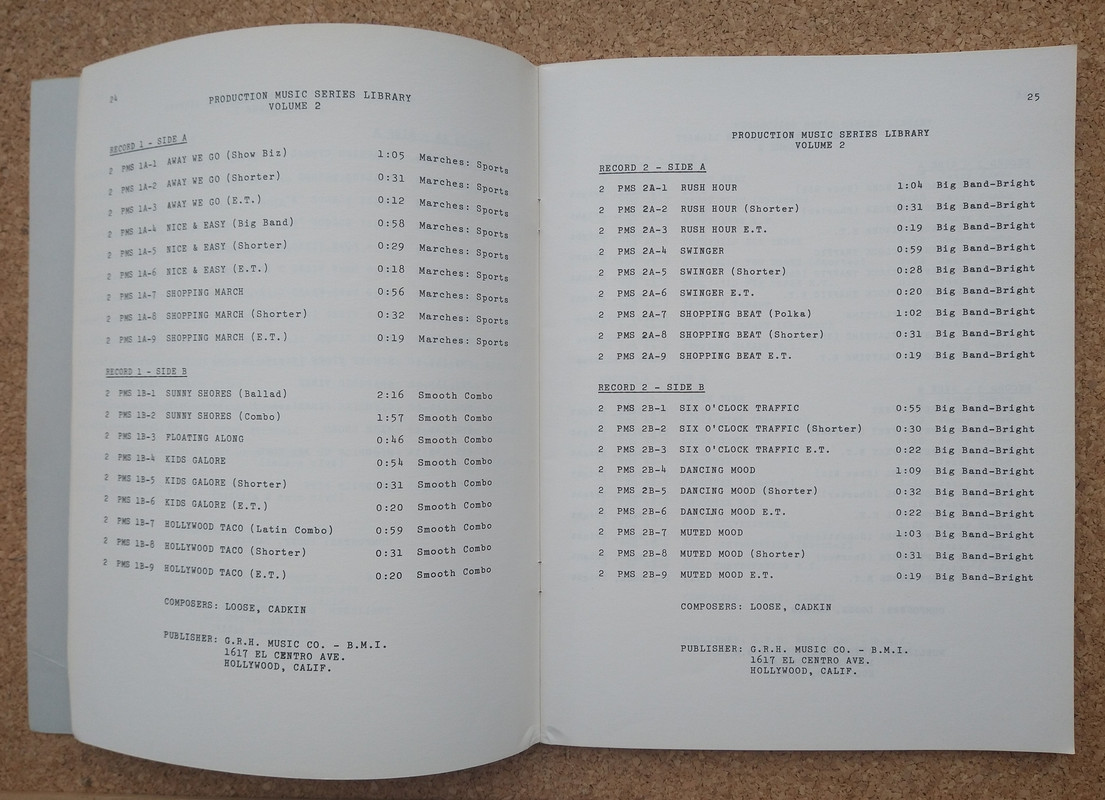 24
PRODUCTION MUSIC SERIES LIBRARY
VOLUME 2
RECORD 1 - SIDE A
2 PMS 1A-1 AWAY WE GO (Show Biz) 1:05 Marches: Sports
2 PMS 1A-2 AWAY WE GO (Shorter) 0:31 Marches: Sports
2 PMS 1A-3 AWAY WE GO (E.T.) 0:12 Marches: Sports
2 PMS 1A-4 NICE & EASY (Big Band) 0:58 Marches: Sports
2 PMS 1A-5 NICE & EASY (Shorter) 0:29 Marches: Sports
2 PMS 1A-6 NICE & EASY (E.T.) 0:18 Marches: Sports
2 PMS 1A-7 SHOPPING MARCH 0:56 Marches: Sports
2 PMS 1A-8 SHOPPING MARCH (Shorter) 0:32 Marches: Sports
2 PMS 1A-9 SHOPPING MARCH (E.T.) 0:19 Marches: Sports
RECORD 1 - SIDE B
2 PMS 1B-1 SUNNY SHORES (Ballad) 2:16 Smooth Combo
2 PMS 1B-2 SUNNY SHORES (Combo) 1:57 Smooth Combo
2 PMS 1B-3 FLOATING ALONG 0:46 Smooth Combo
2 PMS 1B-4 KIDS GALORE 0:54 Smooth Combo
2 PMS 1B-5 KIDS GALORE (Shorter) 0:31 Smooth Combo
2 PMS 1B-6 KIDS GALORE (E.T.) 0:20 Smooth Combo
2 PMS 1B-7 HOLLYWOOD TACO (Latin Combo) 0:59 Smooth Combo
2 PMS 1B-8 HOLLYWOOD TACO (Shorter) 0:31 Smooth Combo
2 PMS 1B-9 HOLLYWOOD TACO (E.T.) 0:20 Smooth Combo
COMPOSERS: LOOSE, CADKIN
PUBLISHER: G.R.H. MUSIC CO. - B.M.I.
1617 EL CENTRO AVE.
HOLLYWOOD, CALIF.
25
PRODUCTION MUSIC SERIES LIBRARY
VOLUME 2
RECORD 2 - SIDE A
2 PMS 2A-1 RUSH HOUR 1:04 Big Band-Bright
2 PMS 2A-2 RUSH HOUR (Shorter) 0:31 Big Band-Bright
2 PMS 2A-3 RUSH HOUR E.T. 0:19 Big Band-Bright
2 PMS 2A-4 SWINGER 0:59 Big Band-Bright
2 PMS 2A-5 SWINGER (Shorter) 0:28 Big Band-Bright
2 PMS 2A-6 SWINGER E.T. 0:20 Big Band-Bright
2 PMS 2A-7 SHOPPING BEAT (Polka) 1:02 Big Band-Bright
2 PMS 2A-8 SHOPPING BEAT (Shorter) 0:31 Big Band-Bright
2 PMS 2A-9 SHOPPING BEAT E.T. 0:19 Big Band-Bright
RECORD 2 - SIDE B
2 PMS 2B-1 SIX O'CLOCK TRAFFIC 0:55 Big Band-Bright
2 PMS 2B-2 SIX O'CLOCK TRAFFIC (Shorter) 0:30 Big Band-Bright
2 PMS 2B-3 SIX O'CLOCK TRAFFIC E.T. 0:22 Big Band-Bright
2 PMS 2B-4 DANCING MOOD 1:09 Big Band-Bright
2 PMS 2B-5 DANCING MOOD (Shorter) 0:32 Big Band-Bright
2 PMS 2B-6 DANCING MOOD E.T. 0:22 Big Band-Bright
2 PMS 2B-7 MUTED MOOD 1:03 Big Band-Bright
2 PMS 2B-8 MUTED MOOD (Shorter) 0:31 Big Band-Bright
2 PMS 2B-9 MUTED MOOD E.T. 0:19 Big Band-Bright
COMPOSERS: LOOSE, CADKIN
PUBLISHER: G.R.H. MUSIC CO. - B.M.I.
1617 EL CENTRO AVE.
HOLLYWOOD, CALIF.